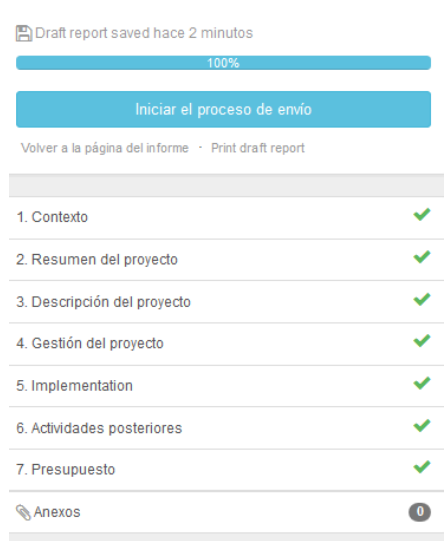 Draft report saved hace 2 minutos
100%
Iniciar el proceso de envío
Volver a la página del informe · Print draft report
1. Contexto
2. Resumen del proyecto
3. Descripción del proyecto
4. Gestión del proyecto
5. Implementation
6. Actividades posteriores
7. Presupuesto
Anexos 0